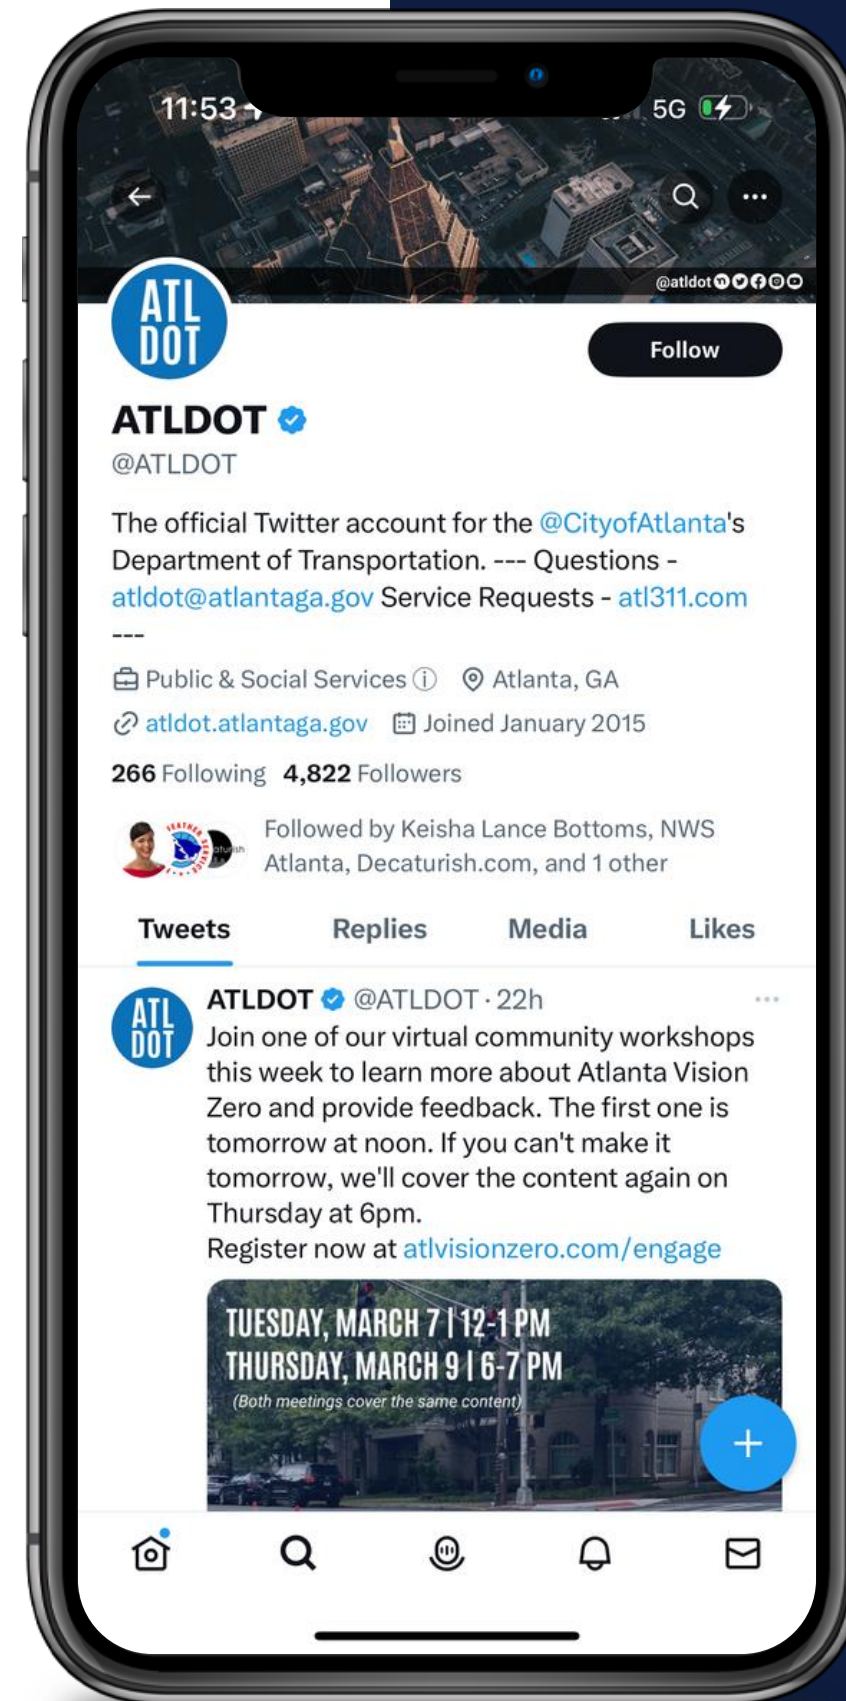 11:53
5G
@atldot
ATL
DOT
Follow
ATLDOT
@ATLDOT
The official Twitter account for the @CityofAtlanta's
Department of Transportation. --- Questions -
atldot@atlantaga.gov Service Requests - atl311.com
---
Public & Social Services
Atlanta, GA
atldot.atlantaga.gov
Joined January 2015
266 Following 4,822 Followers
Followed by Keisha Lance Bottoms, NWS
Atlanta, Decaturish.com, and 1 other
Tweets Replies Media Likes
ATL
DOT
ATLDOT @ATLDOT · 22h
Join one of our virtual community workshops
this week to learn more about Atlanta Vision
Zero and provide feedback. The first one is
tomorrow at noon. If you can't make it
tomorrow, we'll cover the content again on
Thursday at 6pm.
Register now at atlvisionzero.com/engage
TUESDAY, MARCH 7 | 12-1 PM
THURSDAY, MARCH 9 | 6-7 PM
(Both meetings cover the same content)